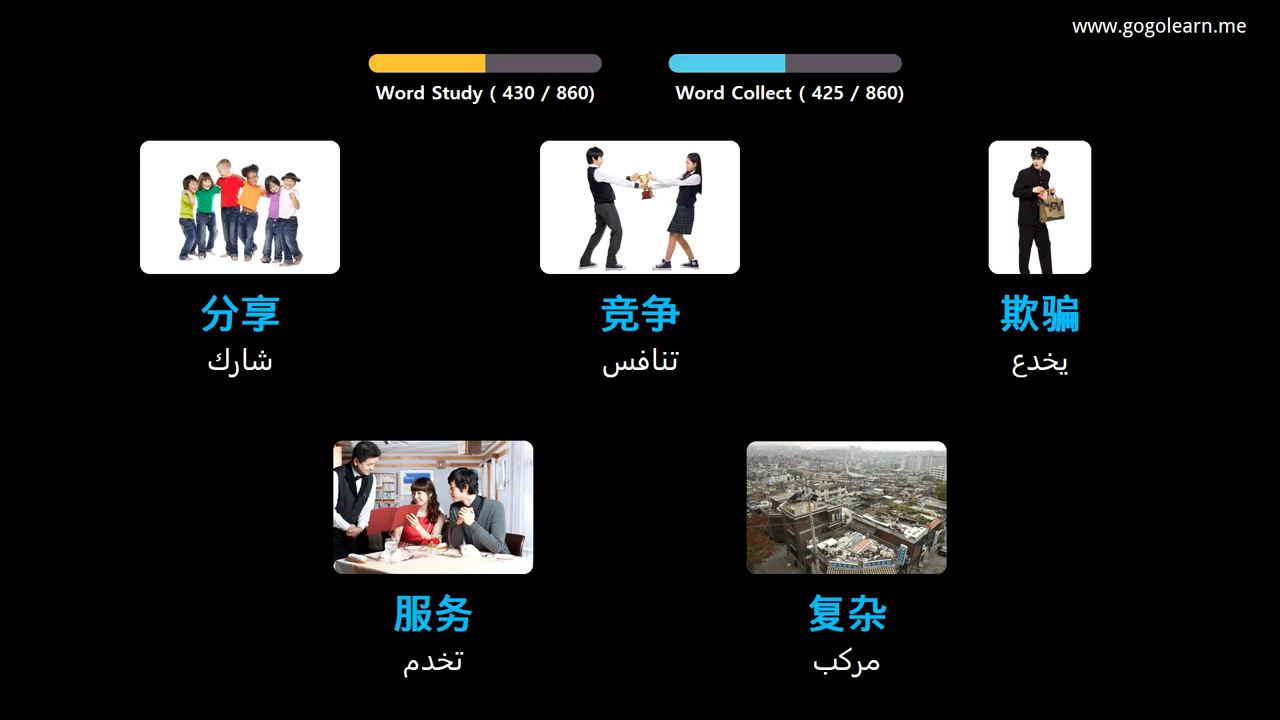 www.gogolearn.me
Word Study ( 430 / 860)
Word Collect ( 425 / 860)
分享
شارك
竞争
تنافس
欺骗
يخدع
服务
تخدم
复杂
مركب